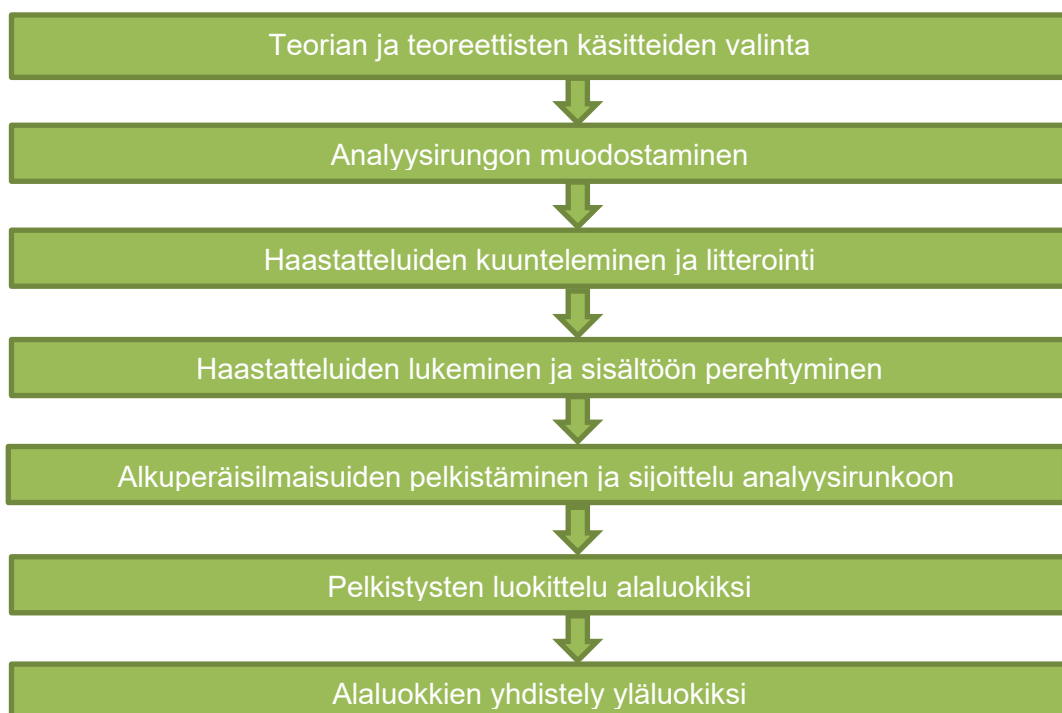 Teorian ja teoreettisten käsitteiden valinta
Analyysirungon muodostaminen
Haastatteluiden kuunteleminen ja litterointi
Haastatteluiden lukeminen ja sisältöön perehtyminen
Alkuperäisilmaisuiden pelkistäminen ja sijoittelu analyysirunkoon
Pelkistysten luokittelu alaluokiksi
Alaluokkien yhdistely yläluokiksi